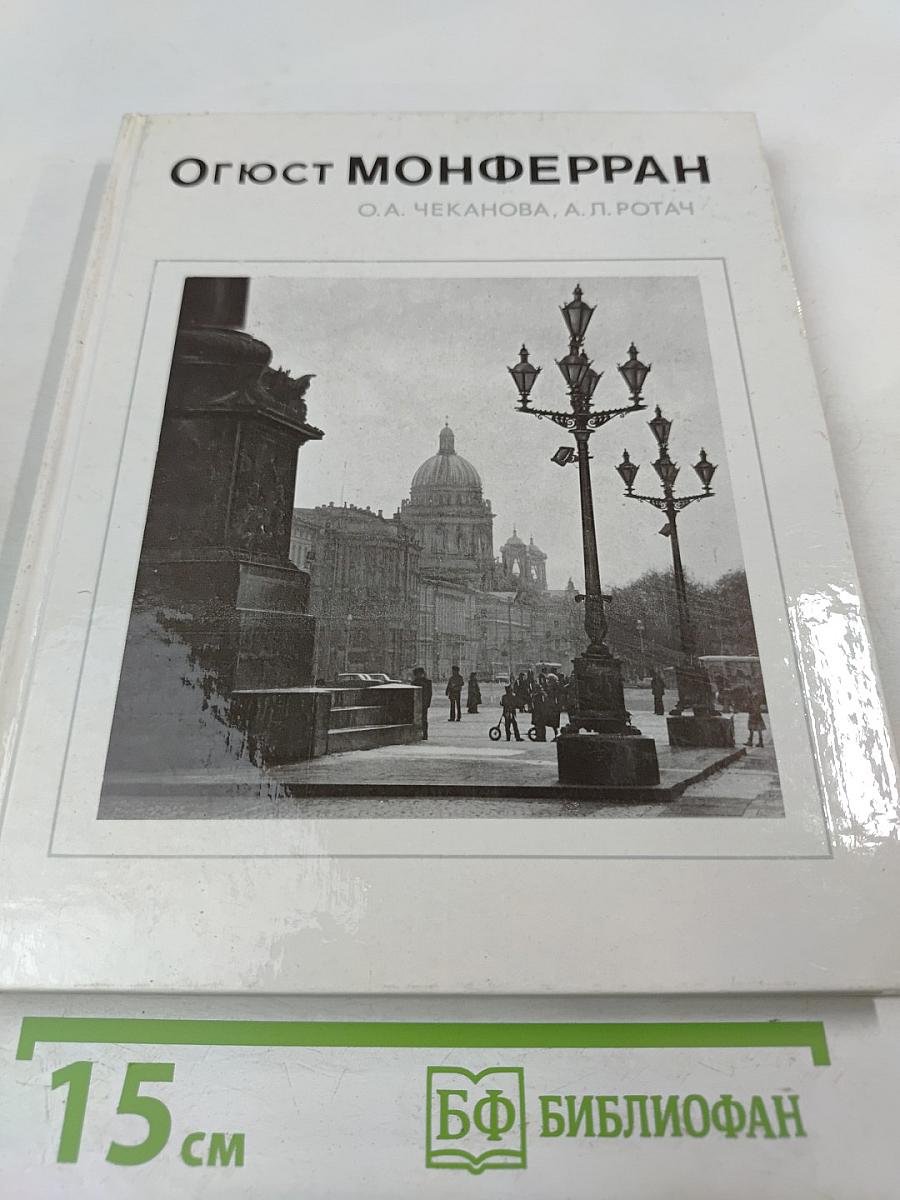 Огюст МОНФЕРРАН
О.А. ЧЕКАНОВА, А.Л. РОТАЧ
15 см
БФ БИБЛИОФАН